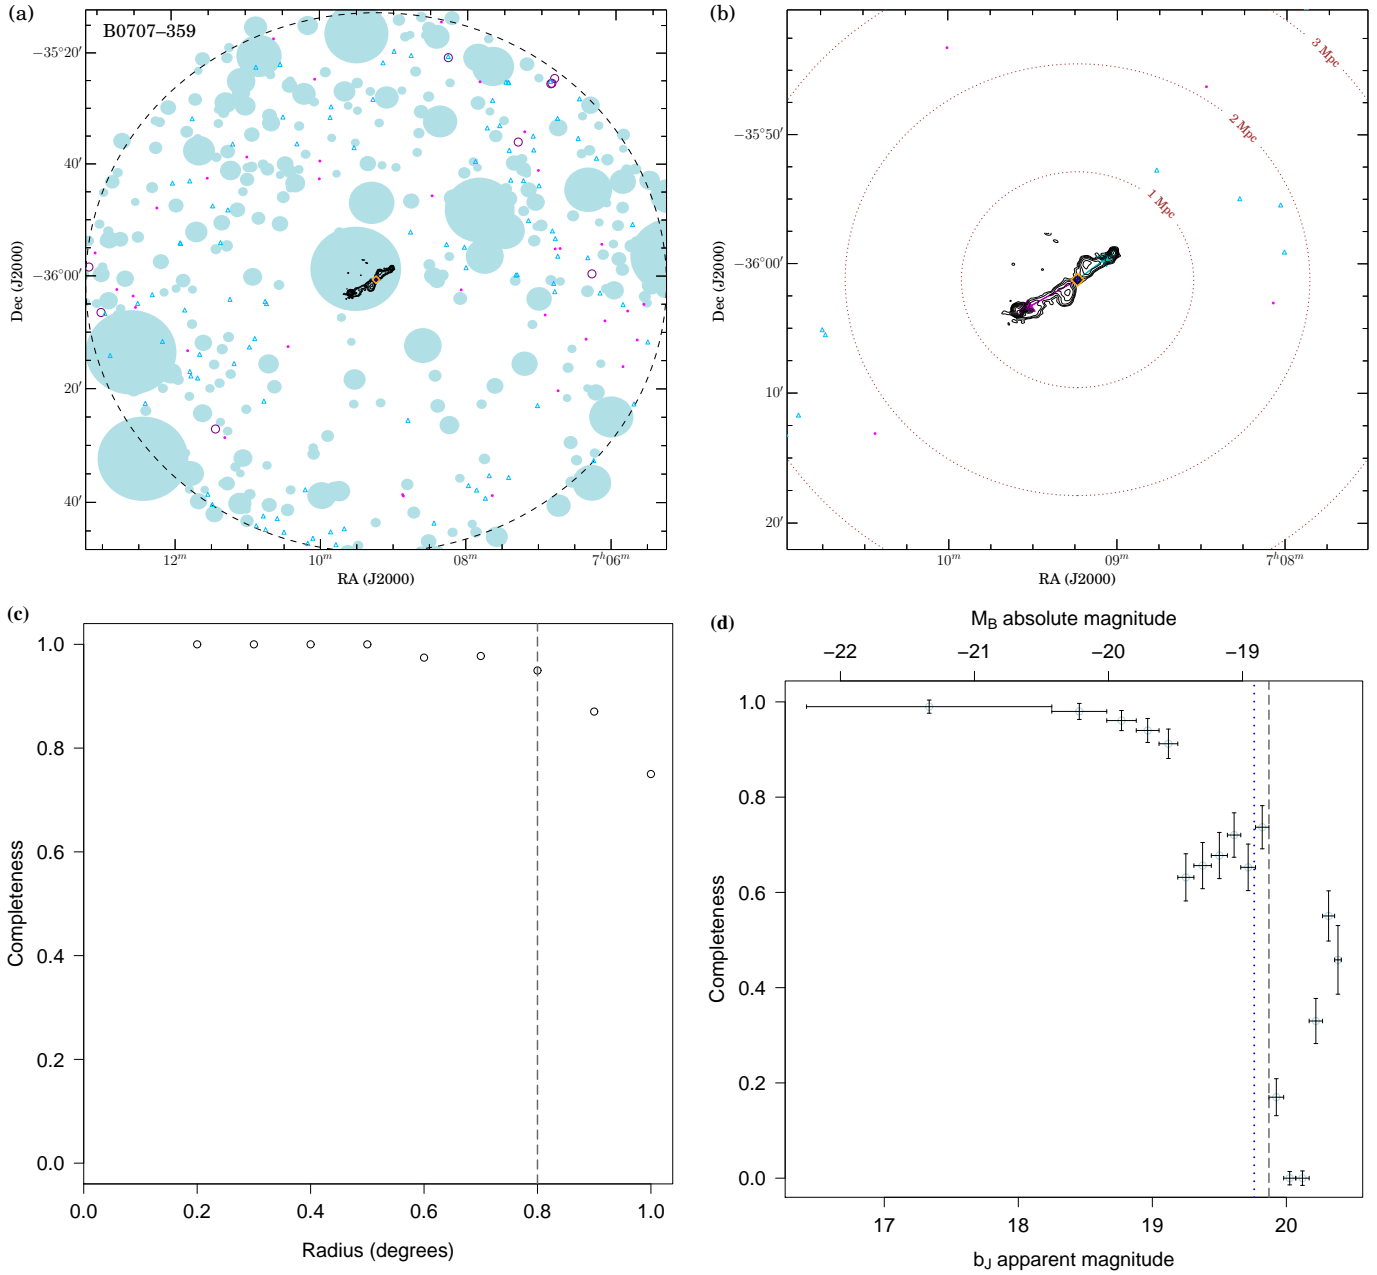 (a)
B0707–359
−35°20′
40′
−36°00′
20′
40′
Dec (J2000)
12ᵐ
10ᵐ
08ᵐ
7ʰ06ᵐ
RA (J2000)
(b)
3 Mpc
2 Mpc
1 Mpc
−35°50′
−36°00′
10′
20′
Dec (J2000)
10ᵐ
09ᵐ
7ʰ08ᵐ
RA (J2000)
(c)
1.0
0.8
0.6
0.4
0.2
0.0
Completeness
0.0 0.2 0.4 0.6 0.8 1.0
Radius (degrees)
(d)
M_B absolute magnitude
−22 −21 −20 −19
1.0
0.8
0.6
0.4
0.2
0.0
Completeness
17 18 19 20
b_J apparent magnitude